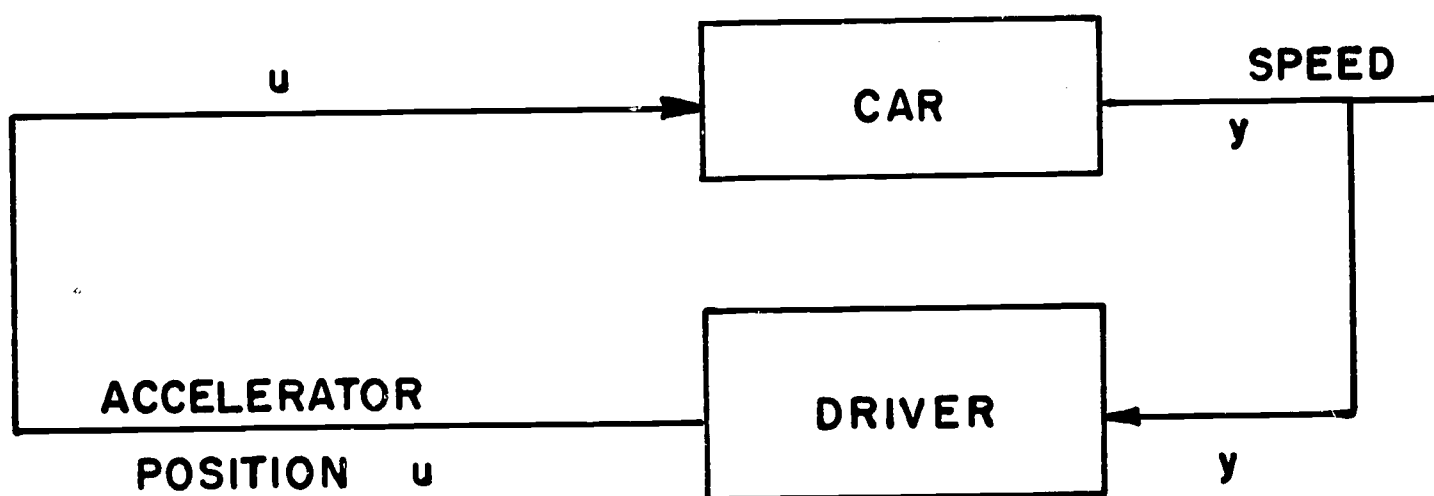 SPEED
u
CAR
y
ACCELERATOR
DRIVER
POSITION u
y